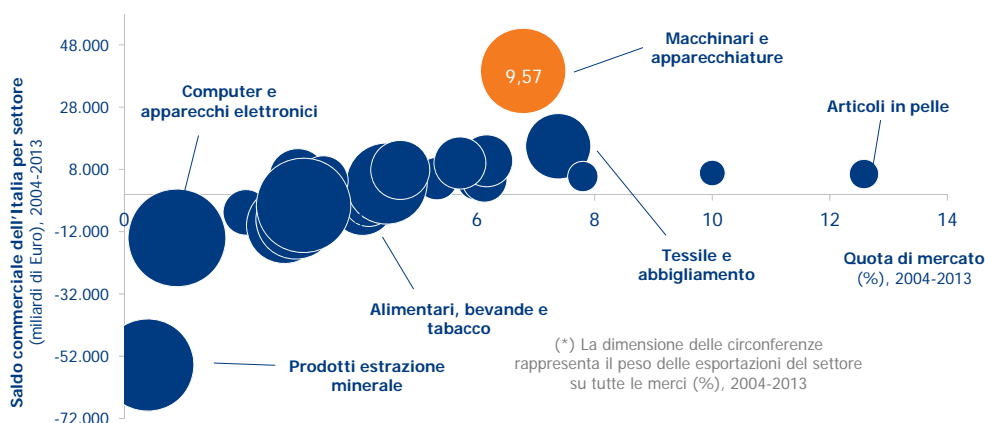 Saldo commerciale dell'Italia per settore
(miliardi di Euro), 2004-2013
48.000
28.000
8.000
-12.000
-32.000
-52.000
-72.000
0
6
8
10
12
14
Macchinari e
apparecchiature
9,57
Computer e
apparecchi elettronici
Articoli in pelle
Tessile e
abbigliamento
Quota di mercato
(%), 2004-2013
Alimentari, bevande e
tabacco
Prodotti estrazione
minerale
(*) La dimensione delle circonferenze
rappresenta il peso delle esportazioni del settore
su tutte le merci (%), 2004-2013